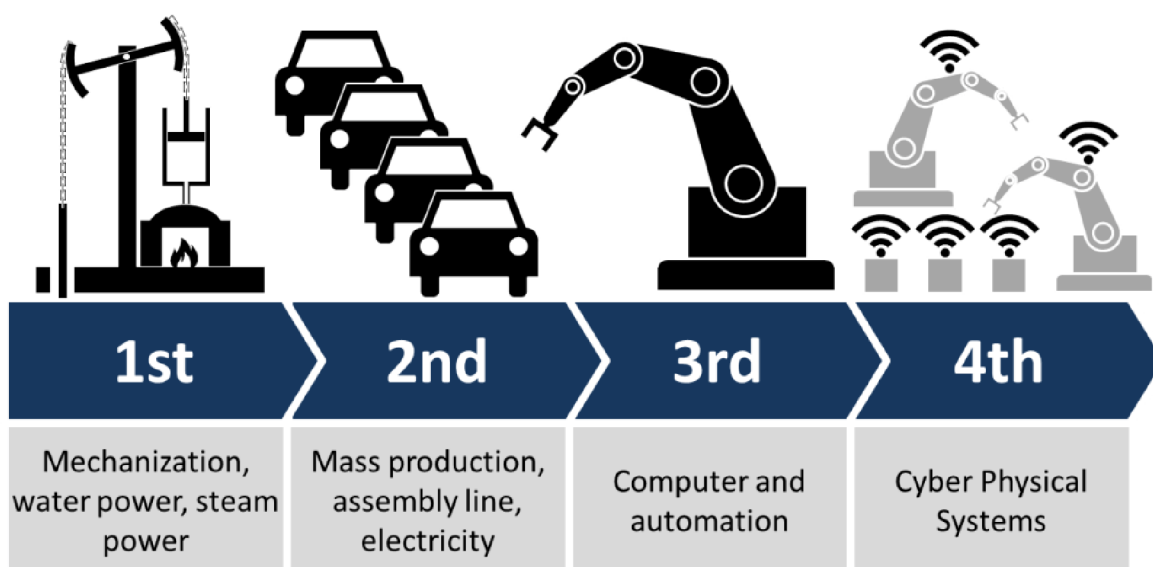 1st
2nd
3rd
4th
Mechanization,
water power, steam
power
Mass production,
assembly line,
electricity
Computer and
automation
Cyber Physical
Systems